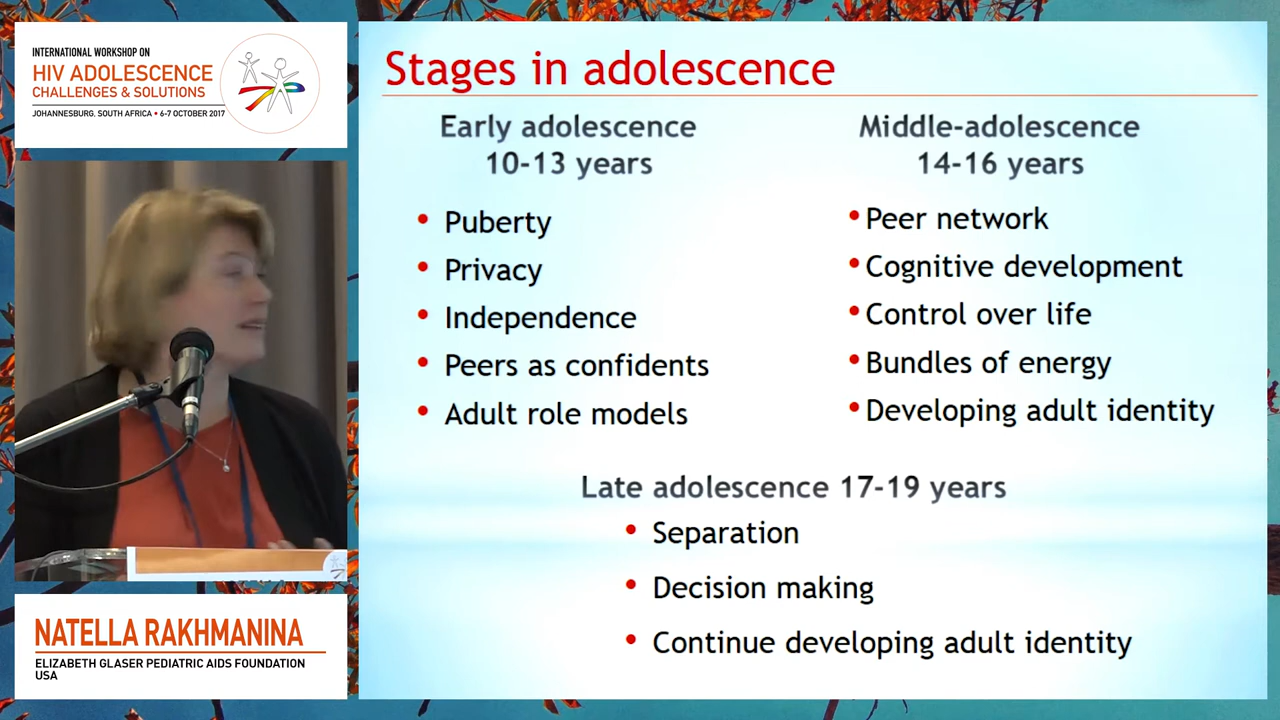 INTERNATIONAL WORKSHOP ON
HIV ADOLESCENCE
CHALLENGES & SOLUTIONS
JOHANNESBURG, SOUTH AFRICA • 6-7 OCTOBER 2017
NATELLA RAKHMANINA
ELIZABETH GLASER PEDIATRIC AIDS FOUNDATION
USA
Stages in adolescence
Early adolescence
10-13 years
• Puberty
• Privacy
• Independence
• Peers as confidents
• Adult role models
Middle-adolescence
14-16 years
• Peer network
• Cognitive development
• Control over life
• Bundles of energy
• Developing adult identity
Late adolescence 17-19 years
• Separation
• Decision making
• Continue developing adult identity